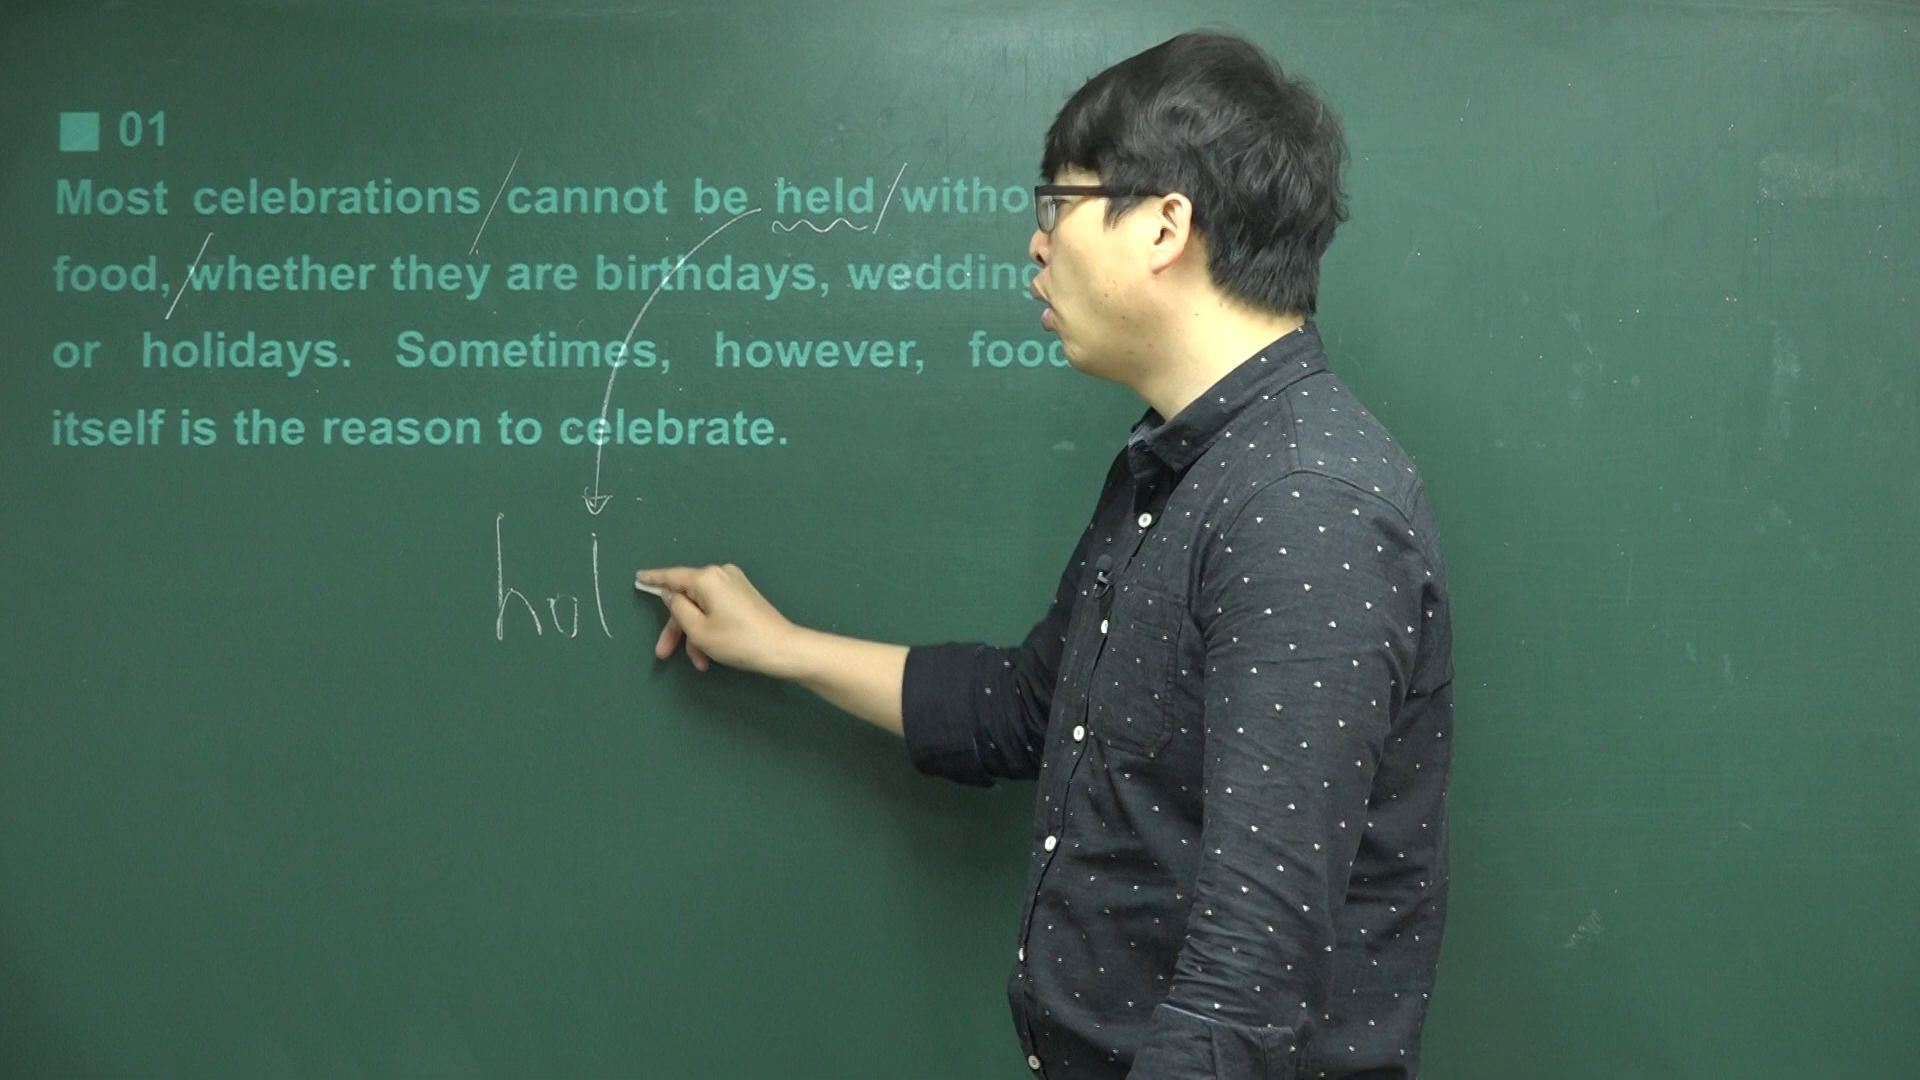 01
Most celebrations cannot be held witho
food, whether they are birthdays, wedding
or holidays. Sometimes, however, food
itself is the reason to celebrate.
hol